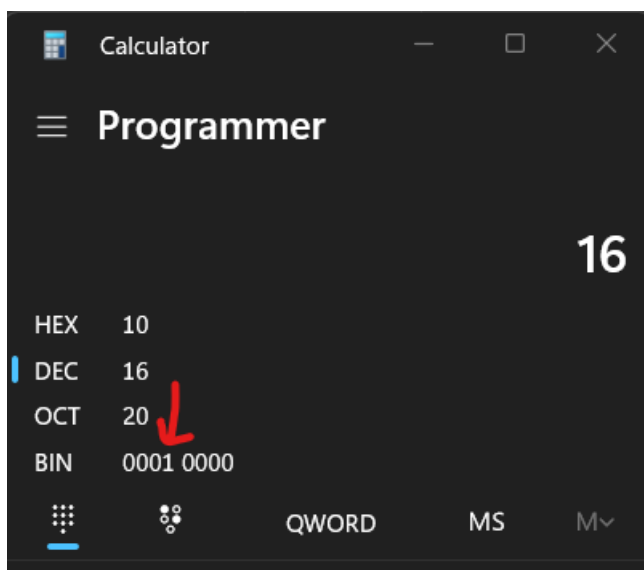 Calculator
Programmer
16
HEX 10
DEC 16
OCT 20
BIN 0001 0000
QWORD MS M